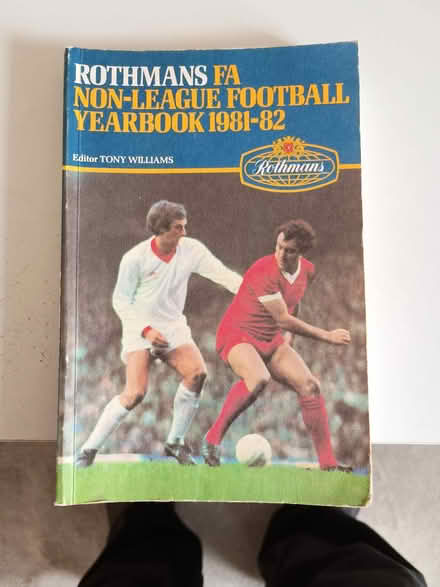 ROTHMANS FA
NON-LEAGUE FOOTBALL
YEARBOOK 1981-82
Editor TONY WILLIAMS
Rothmans